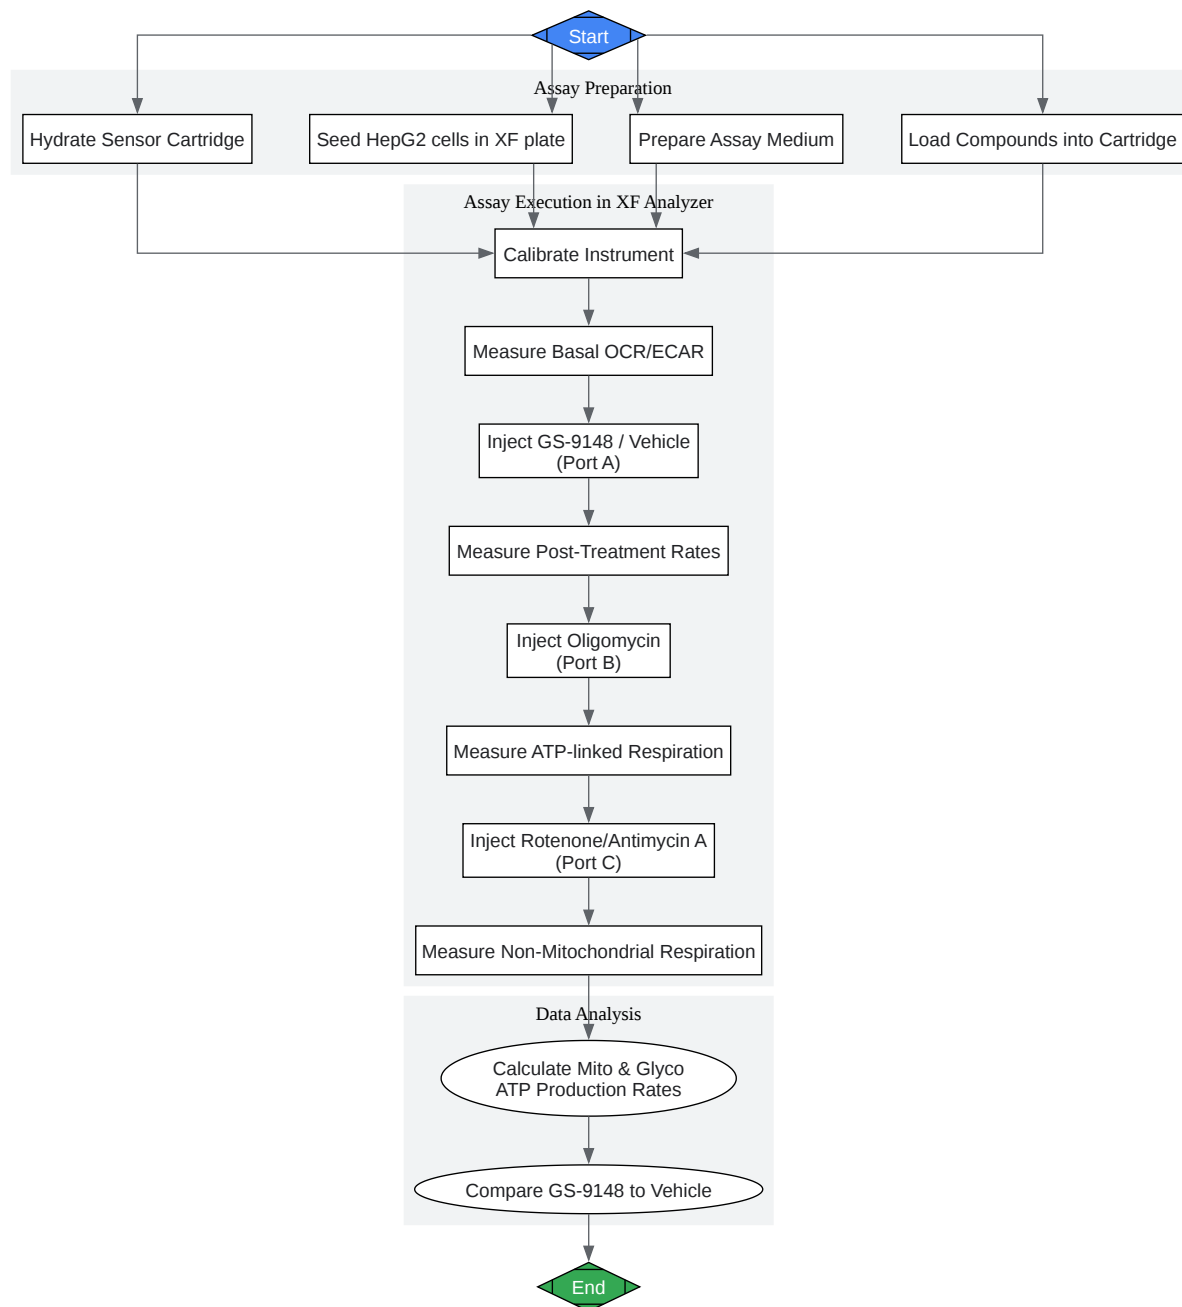 Start
Assay Preparation
Hydrate Sensor Cartridge
Seed HepG2 cells in XF plate
Prepare Assay Medium
Load Compounds into Cartridge
Assay Execution in XF Analyzer
Calibrate Instrument
Measure Basal OCR/ECAR
Inject GS-9148 / Vehicle
(Port A)
Measure Post-Treatment Rates
Inject Oligomycin
(Port B)
Measure ATP-linked Respiration
Inject Rotenone/Antimycin A
(Port C)
Measure Non-Mitochondrial Respiration
Data Analysis
Calculate Mito & Glyco
ATP Production Rates
Compare GS-9148 to Vehicle
End